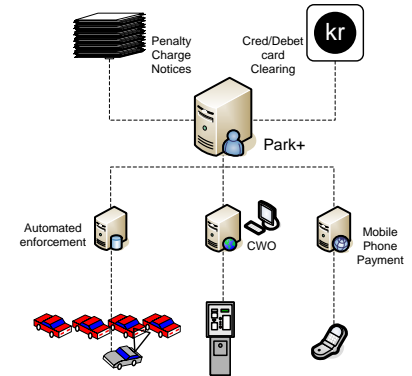 Penalty
Charge
Notices
Cred/Debet
card
Clearing
kr
Park+
Automated
enforcement
CWO
Mobile
Phone
Payment